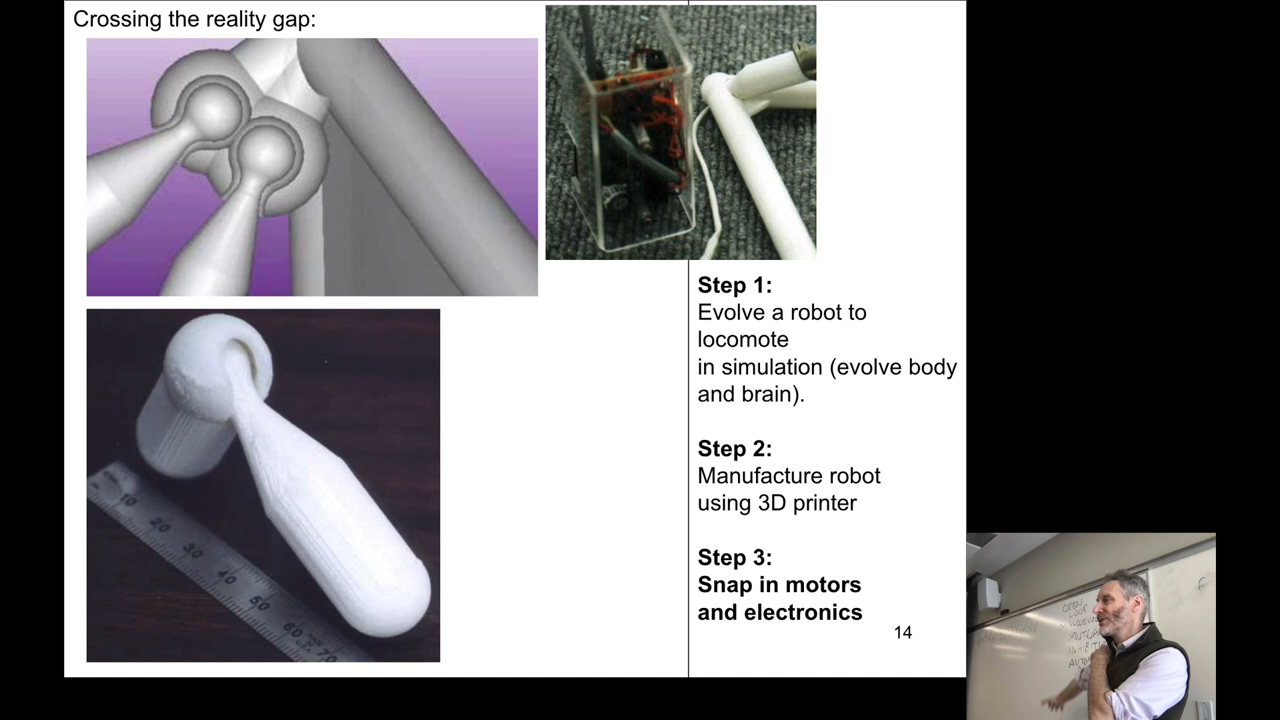 Crossing the reality gap:
Step 1:
Evolve a robot to
locomote
in simulation (evolve body
and brain).
Step 2:
Manufacture robot
using 3D printer
Step 3:
Snap in motors
and electronics
14
10
20
30
40
50
60
70
OPEN
LOOP